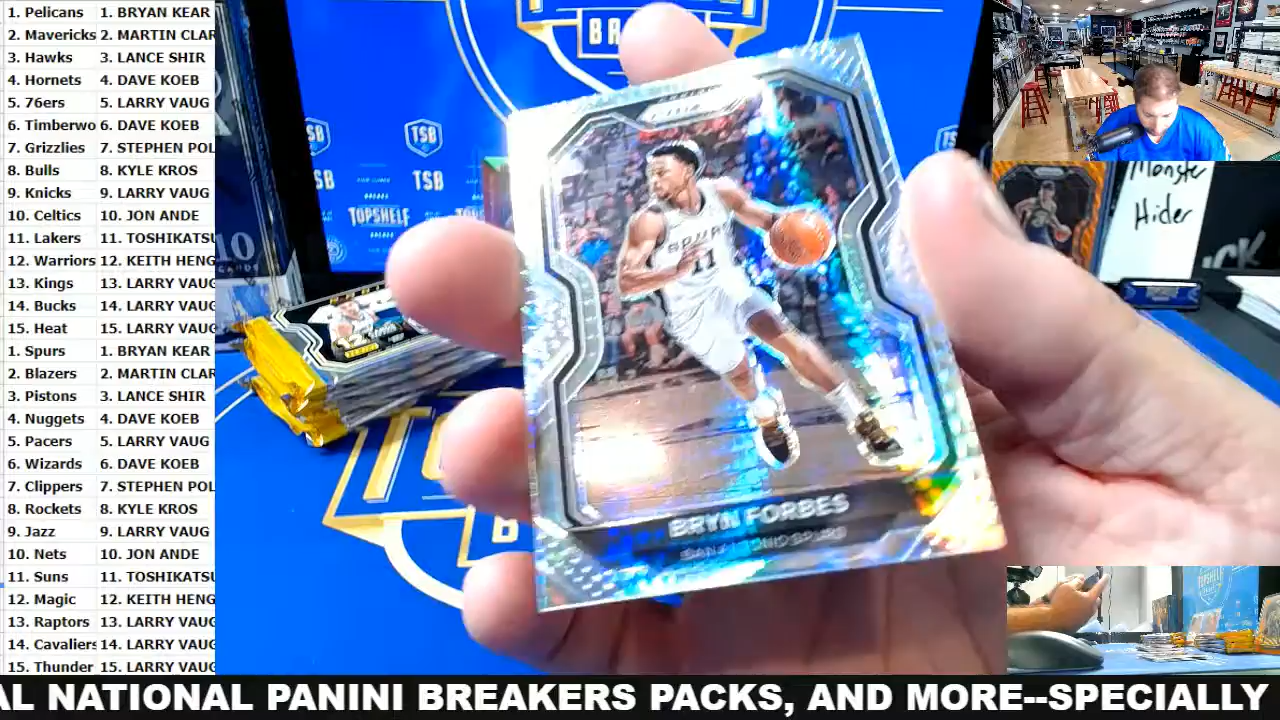 1. Pelicans 1. BRYAN KEAR
2. Mavericks 2. MARTIN CLAR
3. Hawks 3. LANCE SHIR
4. Hornets 4. DAVE KOEB
5. 76ers 5. LARRY VAUG
6. Timberwo 6. DAVE KOEB
7. Grizzlies 7. STEPHEN POL
8. Bulls 8. KYLE KROS
9. Knicks 9. LARRY VAUG
10. Celtics 10. JON ANDE
11. Lakers 11. TOSHIKATSU
12. Warriors 12. KEITH HENG
13. Kings 13. LARRY VAUG
14. Bucks 14. LARRY VAUG
15. Heat 15. LARRY VAUG
1. Spurs 1. BRYAN KEAR
2. Blazers 2. MARTIN CLAR
3. Pistons 3. LANCE SHIR
4. Nuggets 4. DAVE KOEB
5. Pacers 5. LARRY VAUG
6. Wizards 6. DAVE KOEB
7. Clippers 7. STEPHEN POL
8. Rockets 8. KYLE KROS
9. Jazz 9. LARRY VAUG
10. Nets 10. JON ANDE
11. Suns 11. TOSHIKATSU
12. Magic 12. KEITH HENG
13. Raptors 13. LARRY VAUG
14. Cavaliers 14. LARRY VAUG
15. Thunder 15. LARRY VAUG
BA
TSB
SB
TSB
TOPSHELF
SPURS
11
BRYN FORBES
SAN ANTONIO SPURS
Monster
Hider
AL NATIONAL PANINI BREAKERS PACKS, AND MORE--SPECIALLY